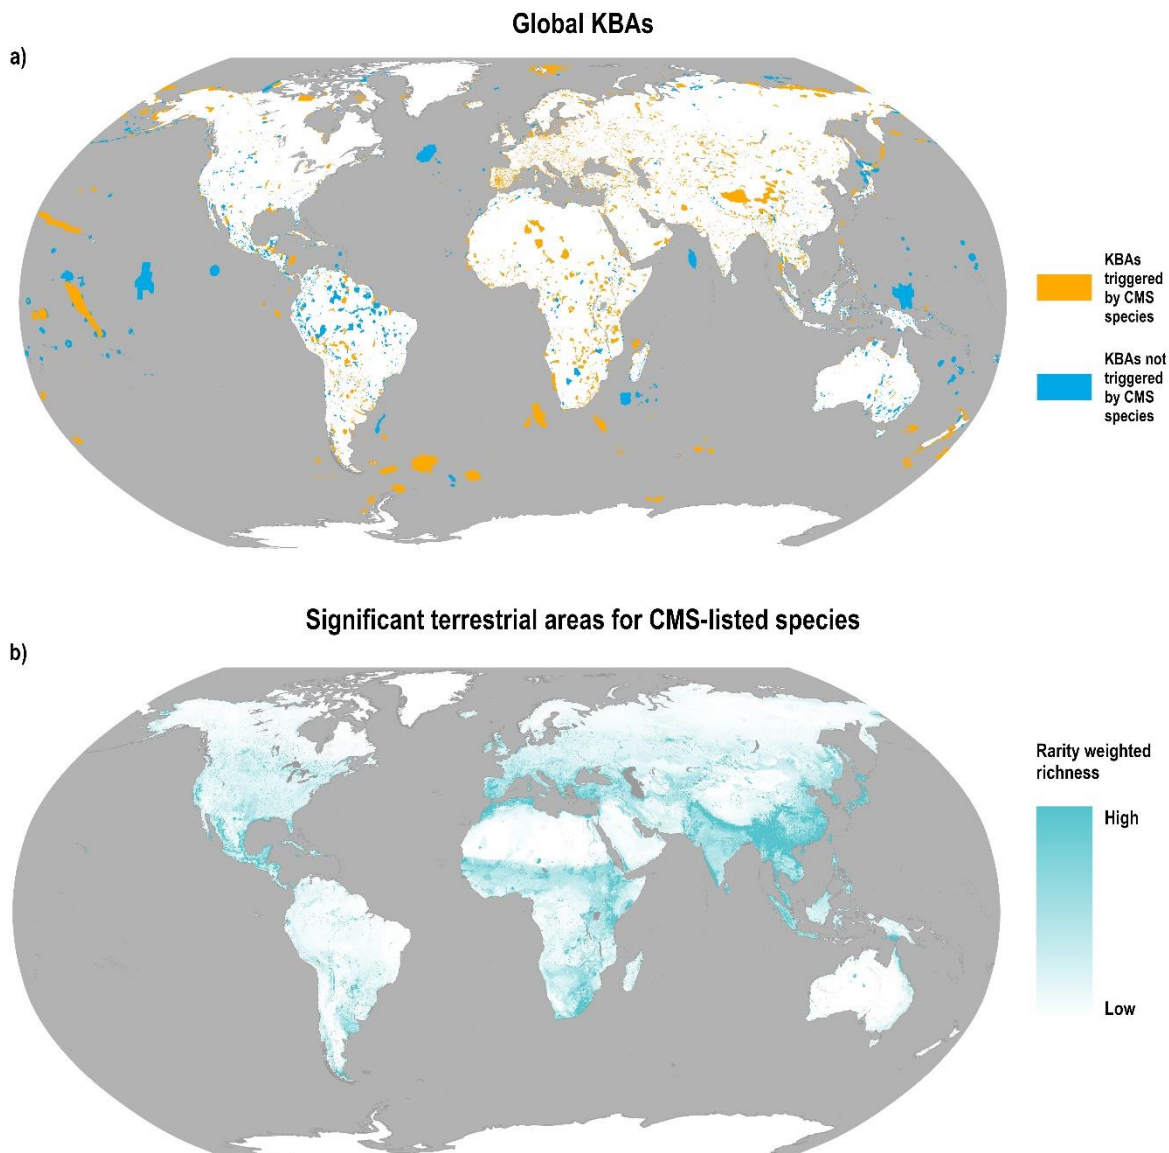 Global KBAs
a)
KBAs
triggered
by CMS
species
KBAs not
triggered
by CMS
species
Significant terrestrial areas for CMS-listed species
b)
Rarity weighted
richness
High
Low